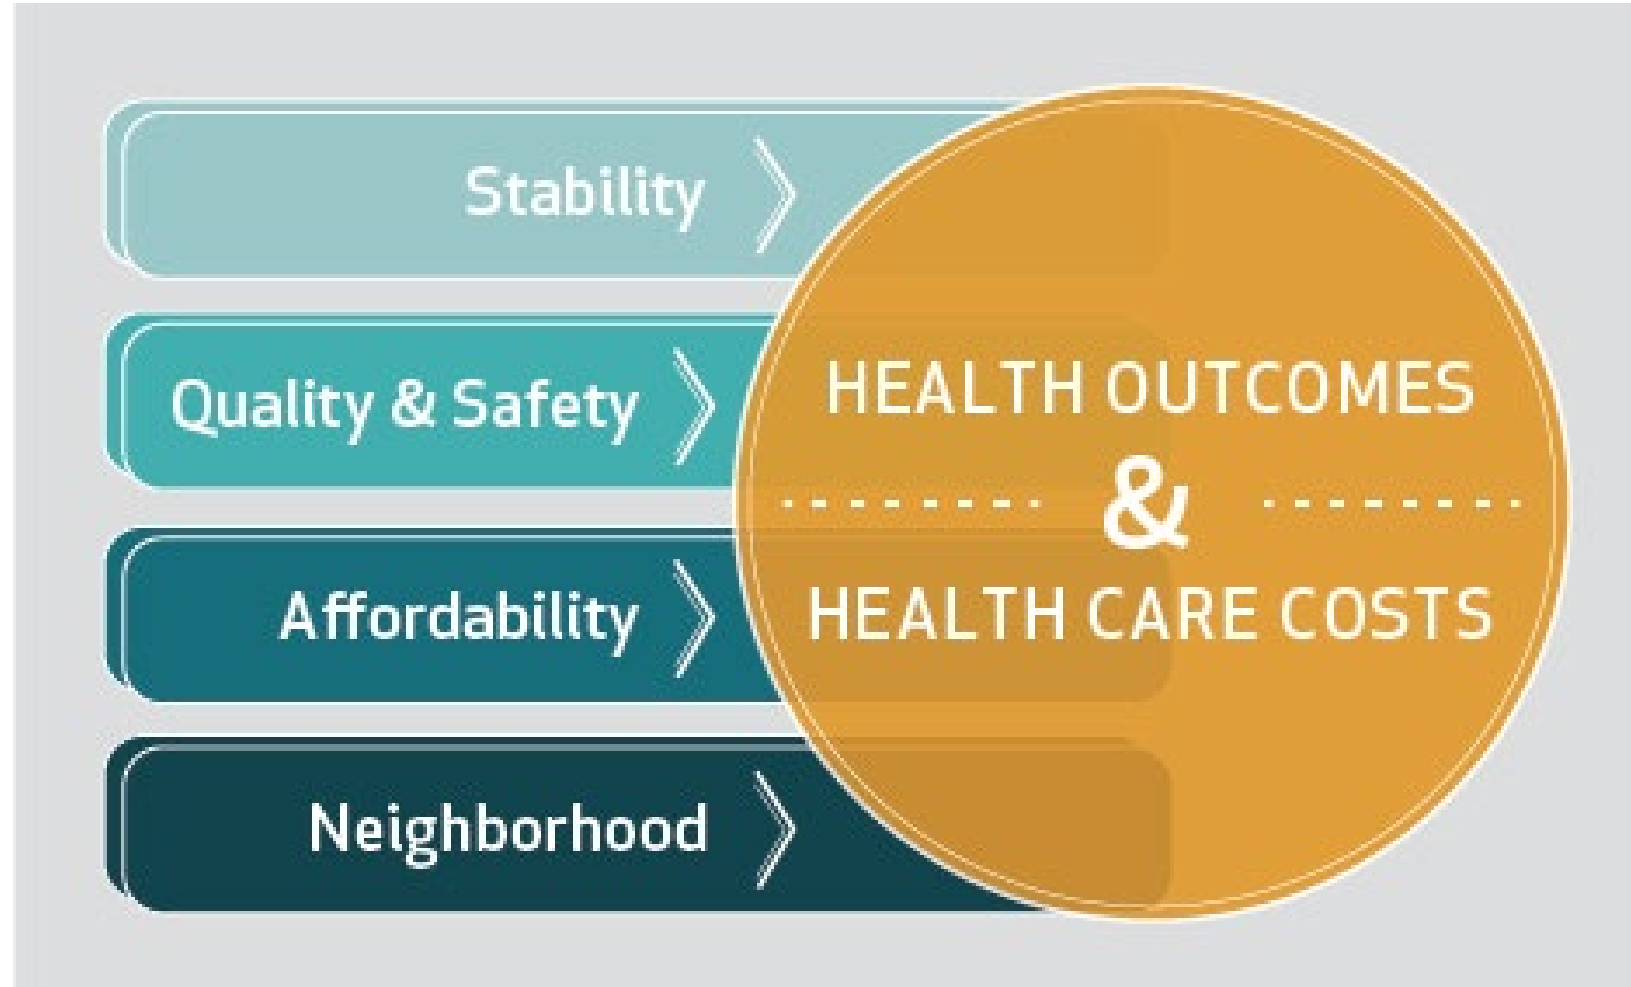 Stability
Quality & Safety
Affordability
Neighborhood
HEALTH OUTCOMES
&
HEALTH CARE COSTS